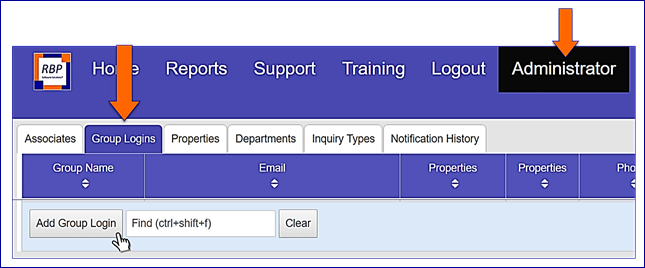 RBP
Home Reports Support Training Logout Administrator
Associates Group Logins Properties Departments Inquiry Types Notification History
Group Name Email Properties Properties Pho
Add Group Login Find (ctrl+shift+f) Clear